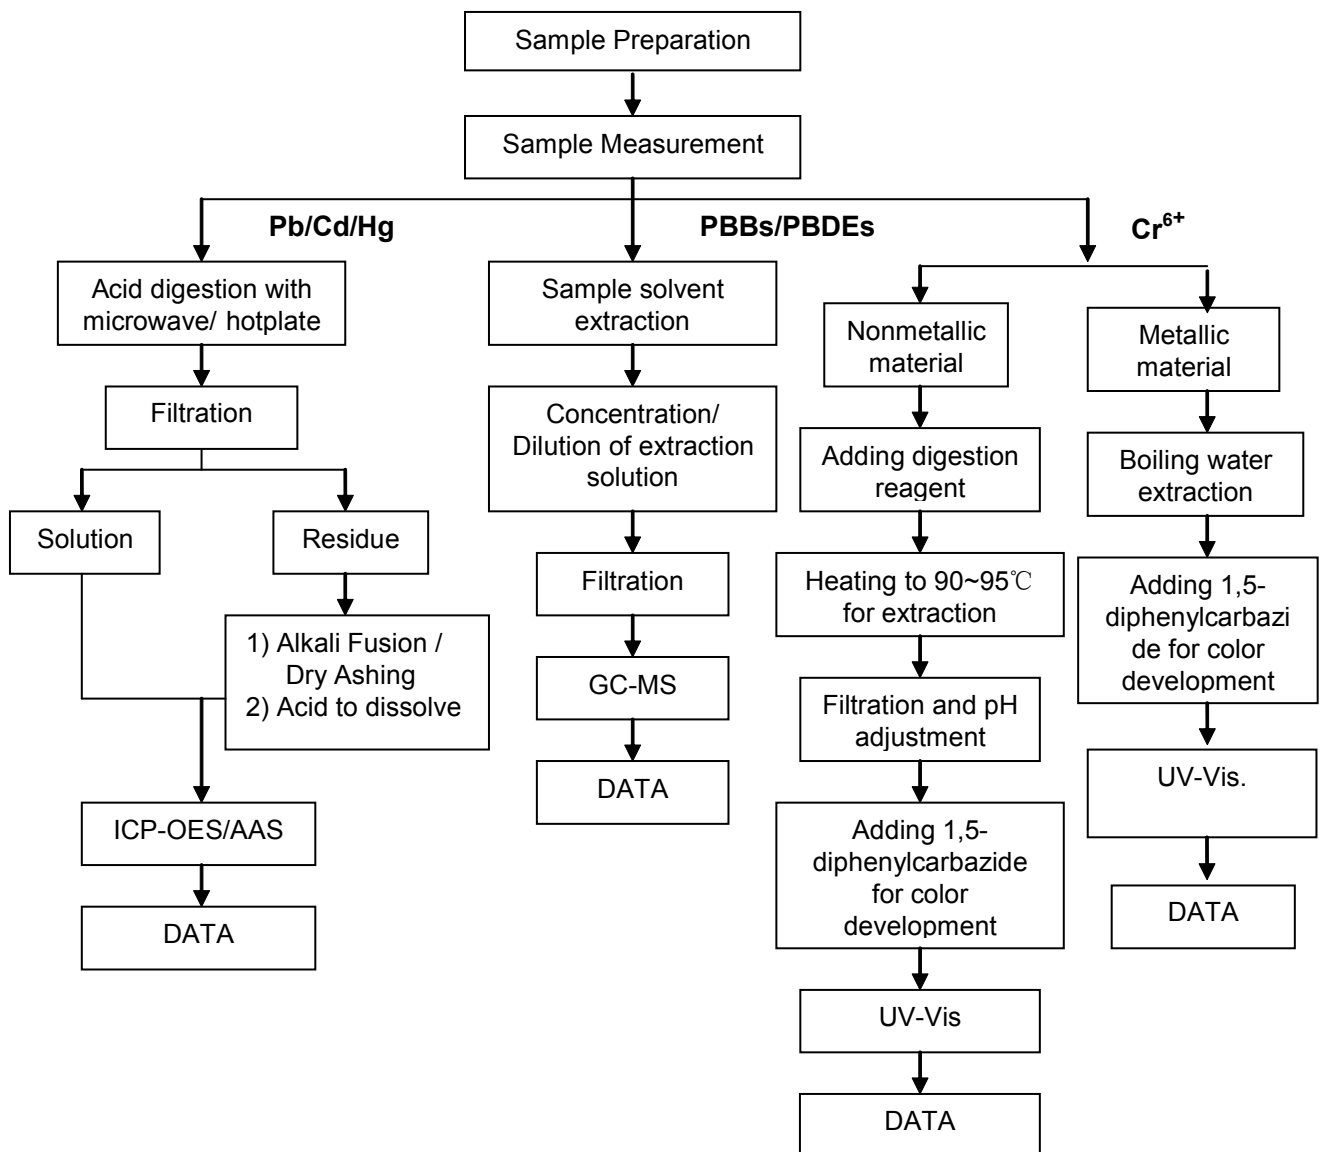 Sample Preparation
Sample Measurement
Pb/Cd/Hg
PBBs/PBDEs
Cr⁶⁺
Acid digestion with
microwave/ hotplate
Filtration
Solution
Residue
1) Alkali Fusion /
Dry Ashing
2) Acid to dissolve
ICP-OES/AAS
DATA
Sample solvent
extraction
Concentration/
Dilution of extraction
solution
Filtration
GC-MS
DATA
Nonmetallic
material
Adding digestion
reagent
Heating to 90~95℃
for extraction
Filtration and pH
adjustment
Adding 1,5-
diphenylcarbazide
for color
development
UV-Vis
DATA
Metallic
material
Boiling water
extraction
Adding 1,5-
diphenylcarbazi
de for color
development
UV-Vis.
DATA